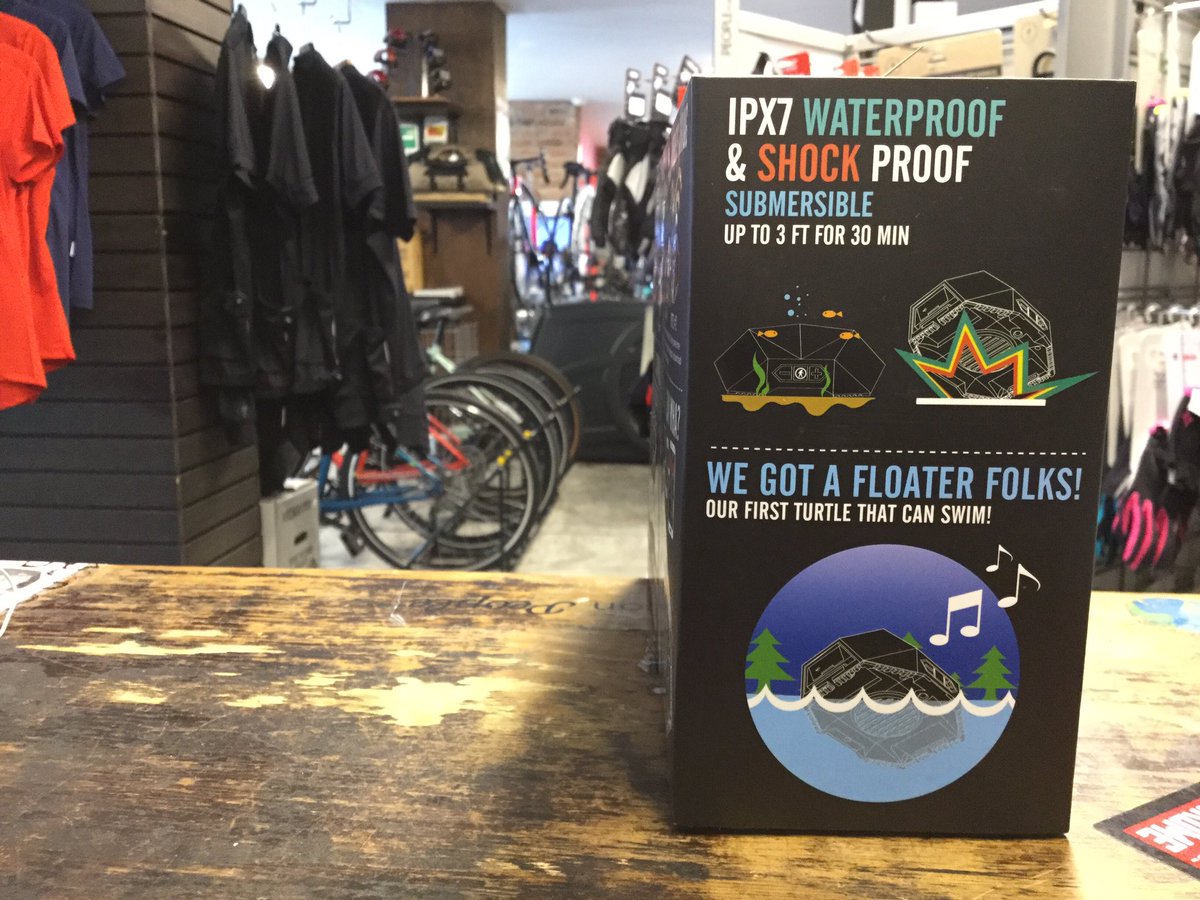 PEOPLE
IPX7 WATERPROOF
& SHOCK PROOF
SUBMERSIBLE
UP TO 3 FT FOR 30 MIN
WE GOT A FLOATER FOLKS!
OUR FIRST TURTLE THAT CAN SWIM!